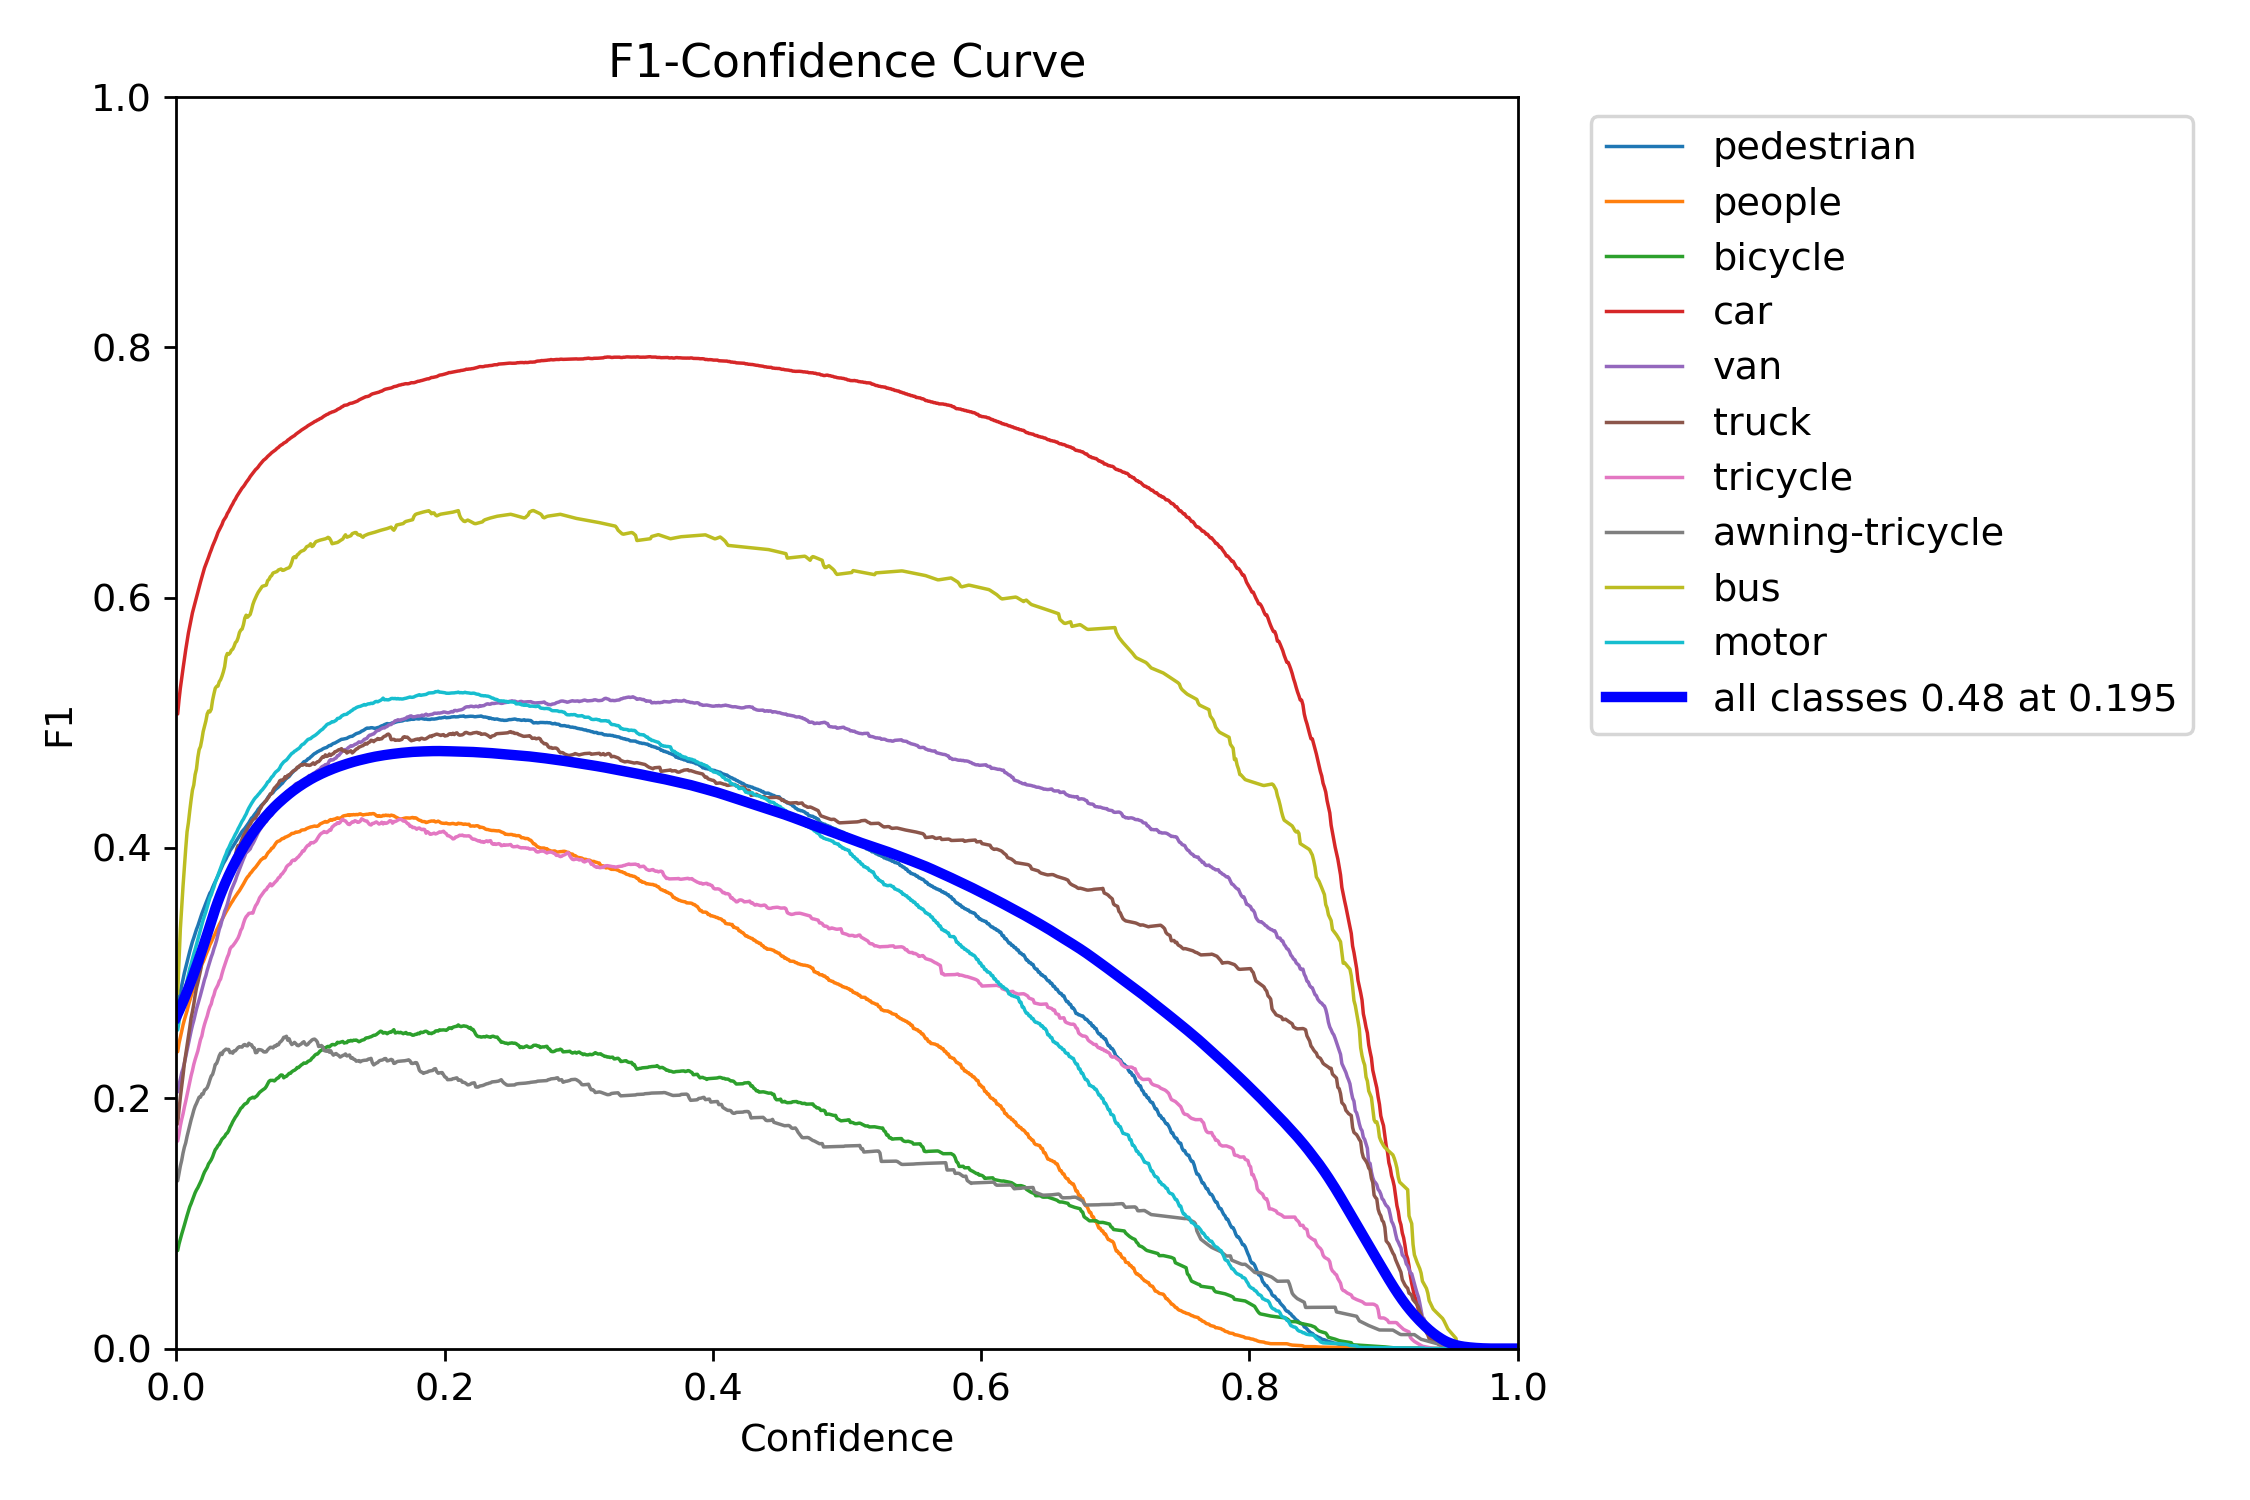 F1-Confidence Curve
1.0
0.8
0.6
0.4
0.2
0.0
F1
0.0 0.2 0.4 0.6 0.8 1.0
Confidence
pedestrian
people
bicycle
car
van
truck
tricycle
awning-tricycle
bus
motor
all classes 0.48 at 0.195